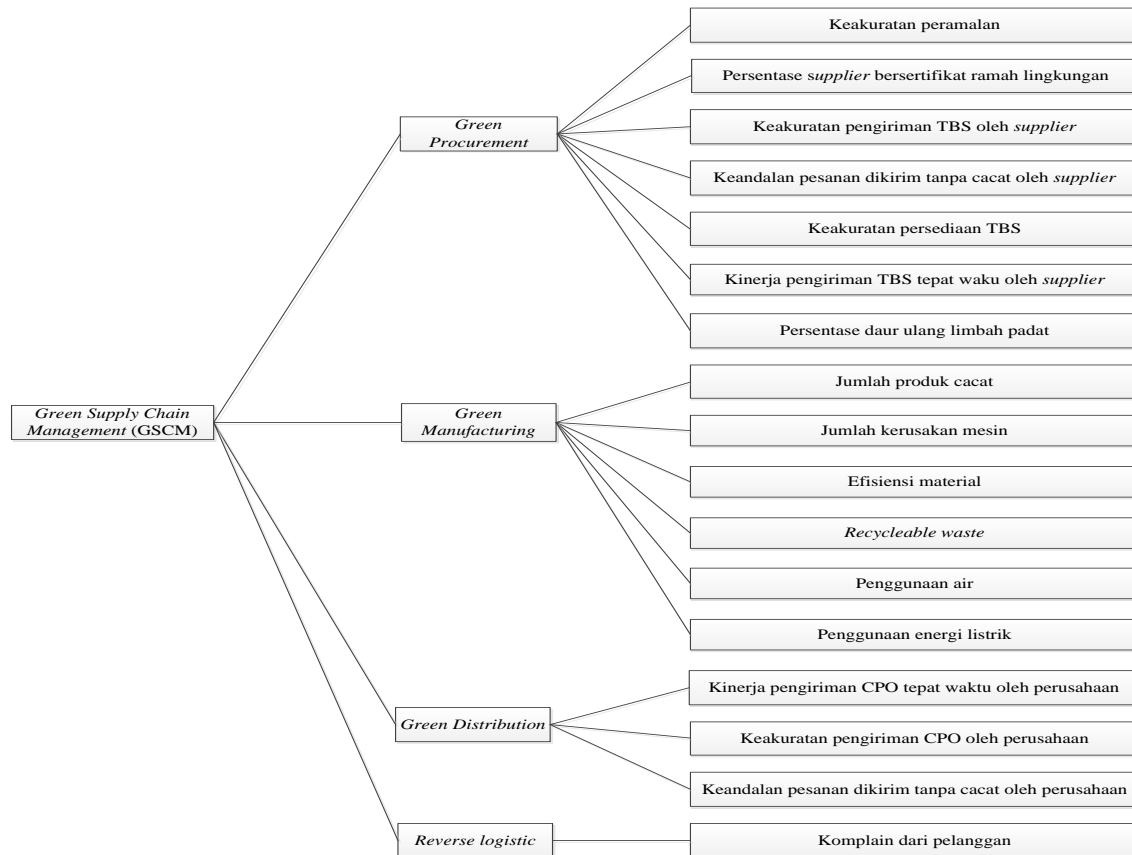 Keakuratan peramalan
Persentase supplier bersertifikat ramah lingkungan
Green
Procurement
Keakuratan pengiriman TBS oleh supplier
Keandalan pesanan dikirim tanpa cacat oleh supplier
Keakuratan persediaan TBS
Kinerja pengiriman TBS tepat waku oleh supplier
Persentase daur ulang limbah padat
Green Supply Chain
Management (GSCM)
Green
Manufacturing
Jumlah produk cacat
Jumlah kerusakan mesin
Efisiensi material
Recycleable waste
Penggunaan air
Penggunaan energi listrik
Green Distribution
Kinerja pengiriman CPO tepat waktu oleh perusahaan
Keakuratan pengiriman CPO oleh perusahaan
Keandalan pesanan dikirim tanpa cacat oleh perusahaan
Reverse logistic
Komplain dari pelanggan